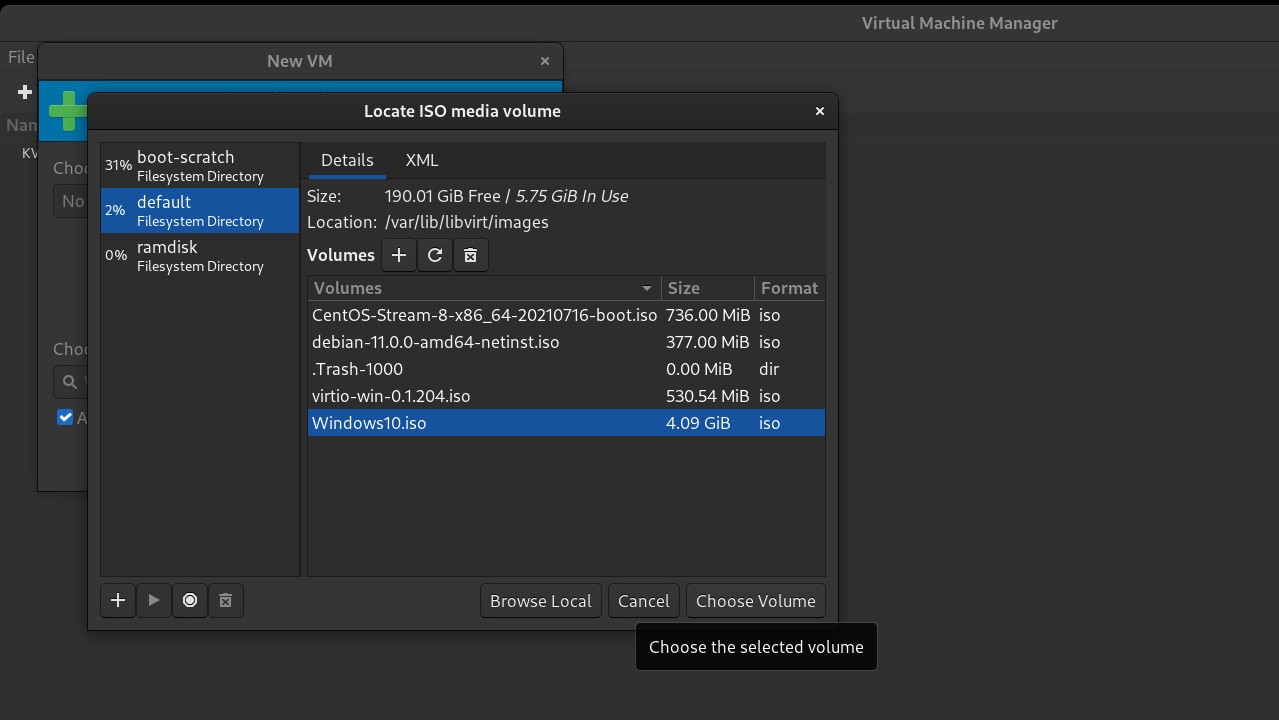 Virtual Machine Manager
File
New VM
Locate ISO media volume
31% boot-scratch
Filesystem Directory
2% default
Filesystem Directory
0% ramdisk
Filesystem Directory
Details XML
Size: 190.01 GiB Free / 5.75 GiB In Use
Location: /var/lib/libvirt/images
Volumes
Volumes Size Format
CentOS-Stream-8-x86_64-20210716-boot.iso 736.00 MiB iso
debian-11.0.0-amd64-netinst.iso 377.00 MiB iso
.Trash-1000 0.00 MiB dir
virtio-win-0.1.204.iso 530.54 MiB iso
Windows10.iso 4.09 GiB iso
No
Browse Local Cancel Choose Volume
Choose the selected volume